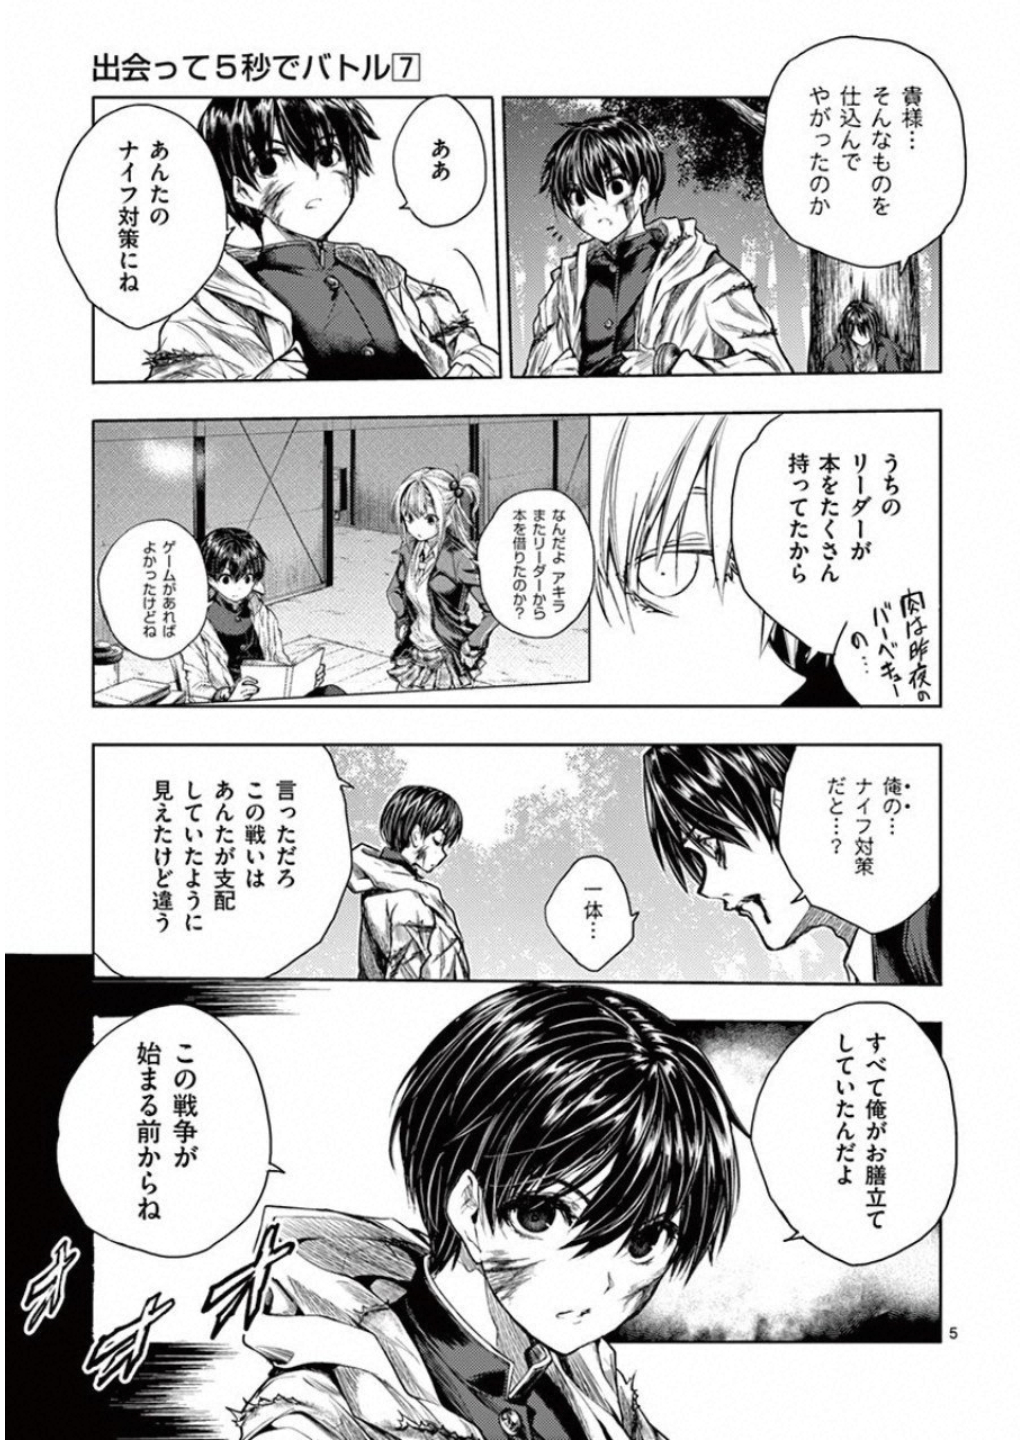 出会って5秒でバトル7
貴様…
そんなものを
仕込んで
やがったのか
ああ
あんたの
ナイフ対策にね
うちの
リーダーが
本をたくさん
持ってたから
肉は昨夜の
バーベキュー
の…
なんだよ アキラ
またリーダーから
本を借りたのか?
ゲームがあれば
よかったけどね
俺の…
ナイフ対策
だと…?
一体…
言っただろ
この戦いは
あんたが支配
していたように
見えたけど違う
すべて俺がお膳立て
していたんだよ
この戦争が
始まる前からね
オ
オ
オ
オ
5